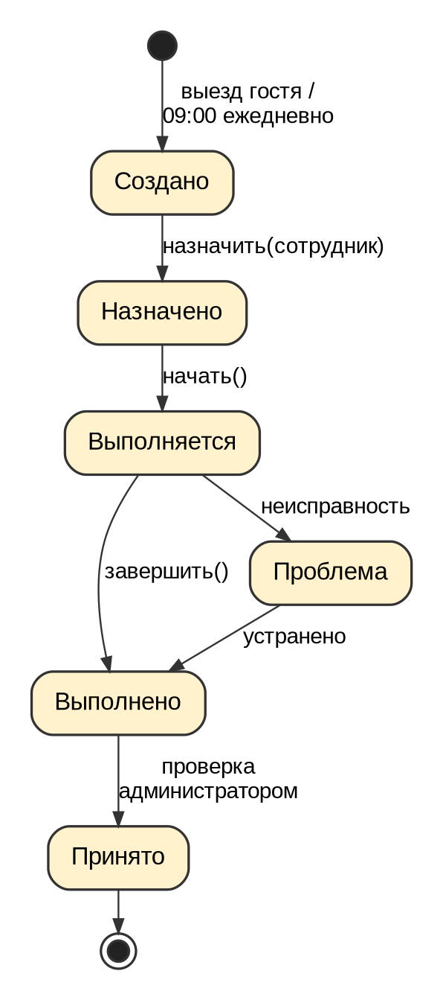 выезд гостя /
09:00 ежедневно
Создано
назначить(сотрудник)
Назначено
начать()
Выполняется
неисправность
завершить()
Проблема
устранено
Выполнено
проверка
администратором
Принято